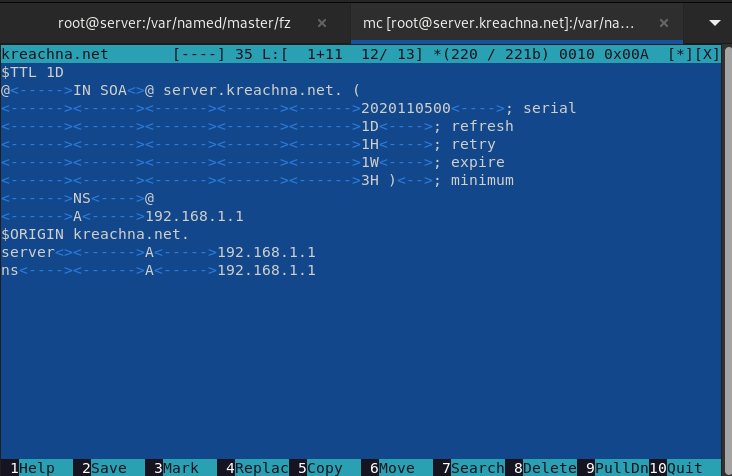 root@server:/var/named/master/fz × mc [root@server.kreachna.net]:/var/na... ×
kreachna.net [----] 35 L:[ 1+11 12/ 13] *(220 / 221b) 0010 0x00A [*][X]
$TTL 1D
@<----->IN SOA<>@ server.kreachna.net. (
<------><------><------><------><------>2020110500<---->; serial
<------><------><------><------><------>1D<---->; refresh
<------><------><------><------><------>1H<---->; retry
<------><------><------><------><------>1W<---->; expire
<------><------><------><------><------>3H )<-->; minimum
<------>NS<---->@
<------>A<----->192.168.1.1
$ORIGIN kreachna.net.
server<><------>A<----->192.168.1.1
ns<----><------>A<----->192.168.1.1
1Help 2Save 3Mark 4Replac 5Copy 6Move 7Search 8Delete 9PullDn 10Quit